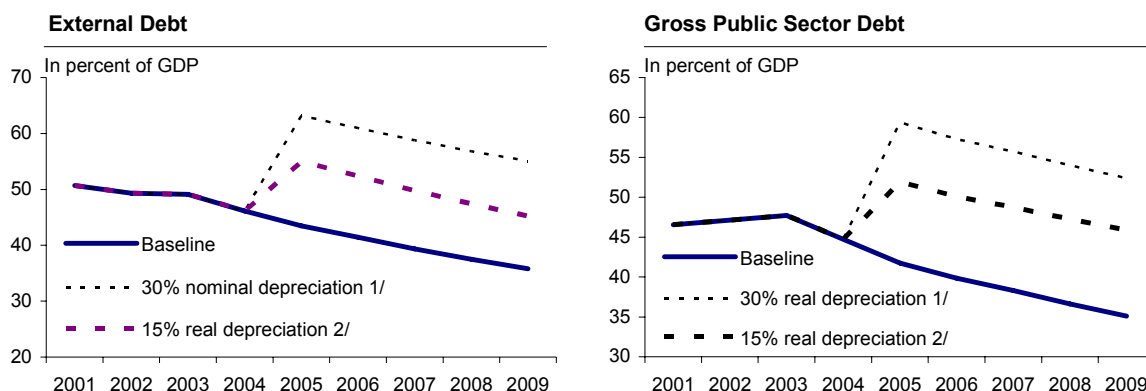 External Debt
In percent of GDP
70
60
50
40
30
20
Baseline
30% nominal depreciation 1/
15% real depreciation 2/
2001 2002 2003 2004 2005 2006 2007 2008 2009
Gross Public Sector Debt
In percent of GDP
65
60
55
50
45
40
35
30
Baseline
30% real depreciation 1/
15% real depreciation 2/
2001 2002 2003 2004 2005 2006 2007 2008 2009